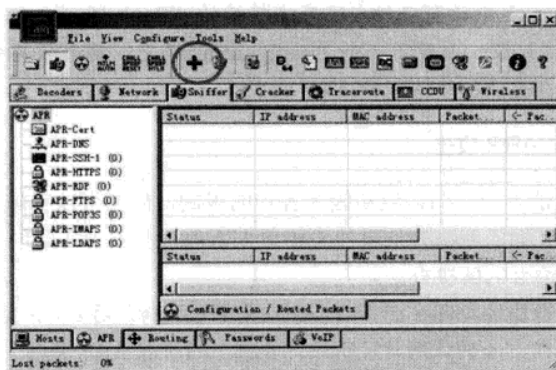 File View Configure Tools Help
Decoders Network Sniffer Cracker Traceroute CCDU Wireless
APR
APR-Cert
APR-DNS
APR-SSH-1 (0)
APR-HTTPS (0)
APR-RDP (0)
APR-FTPS (0)
APR-POP3S (0)
APR-IMAPS (0)
APR-LDAPS (0)
Status IP address MAC address Packet... <- Pac...
Status IP address MAC address Packet... <- Pac...
Configuration / Routed Packets
Hosts APR Routing Passwords VoIP
Lost packets: 0%